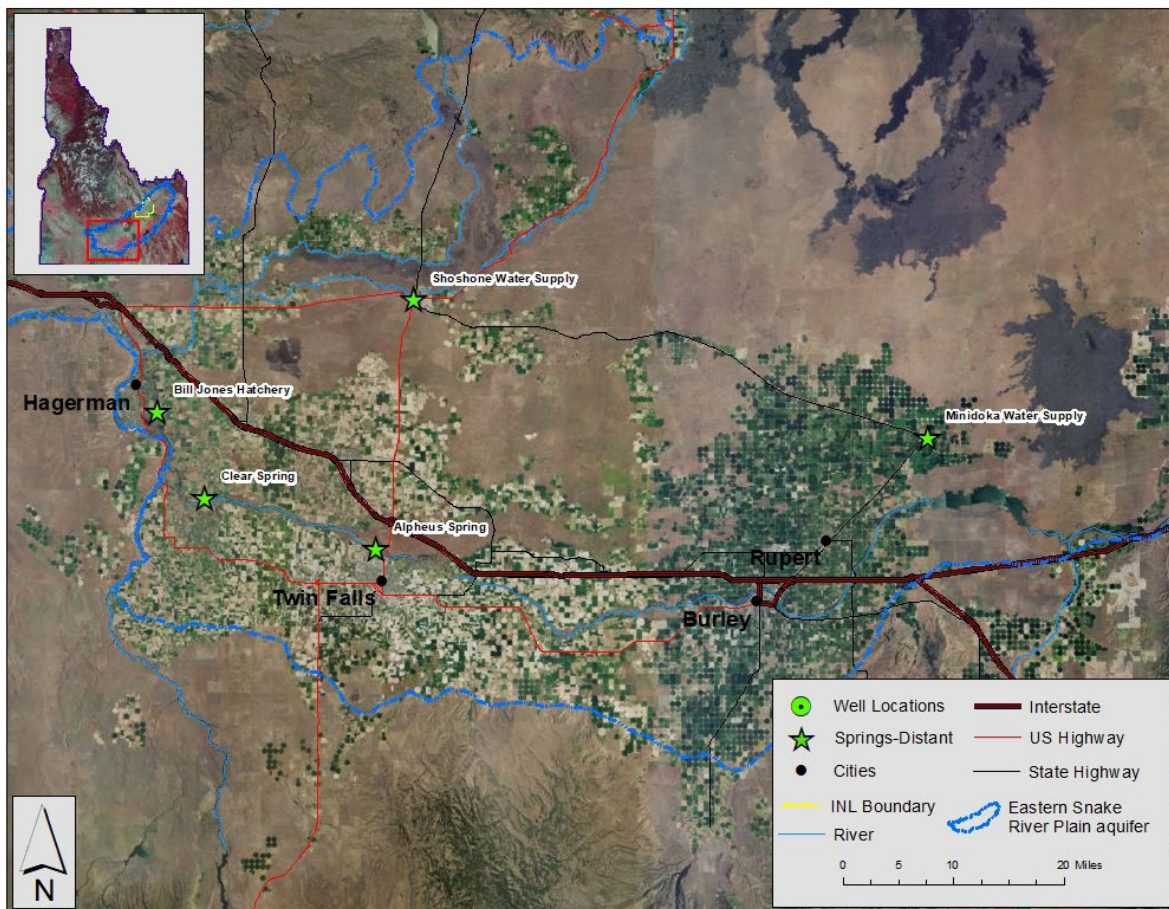 Shoshone Water Supply
Hagerman
Bill Jones Hatchery
Minidoka Water Supply
Clear Spring
Alpheus Spring
Rupert
Twin Falls
Burley
Well Locations
Interstate
Springs-Distant
US Highway
Cities
State Highway
INL Boundary
Eastern Snake
River Plain aquifer
River
0 5 10 20 Miles
N